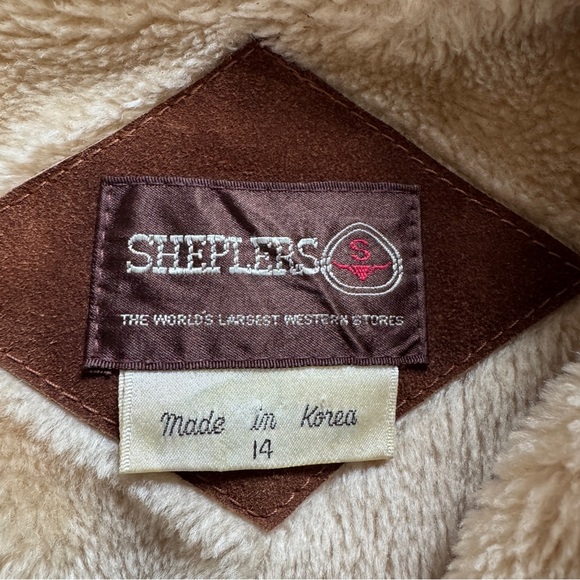 SHEPLERS
S
THE WORLD'S LARGEST WESTERN STORES
Made in Korea
14